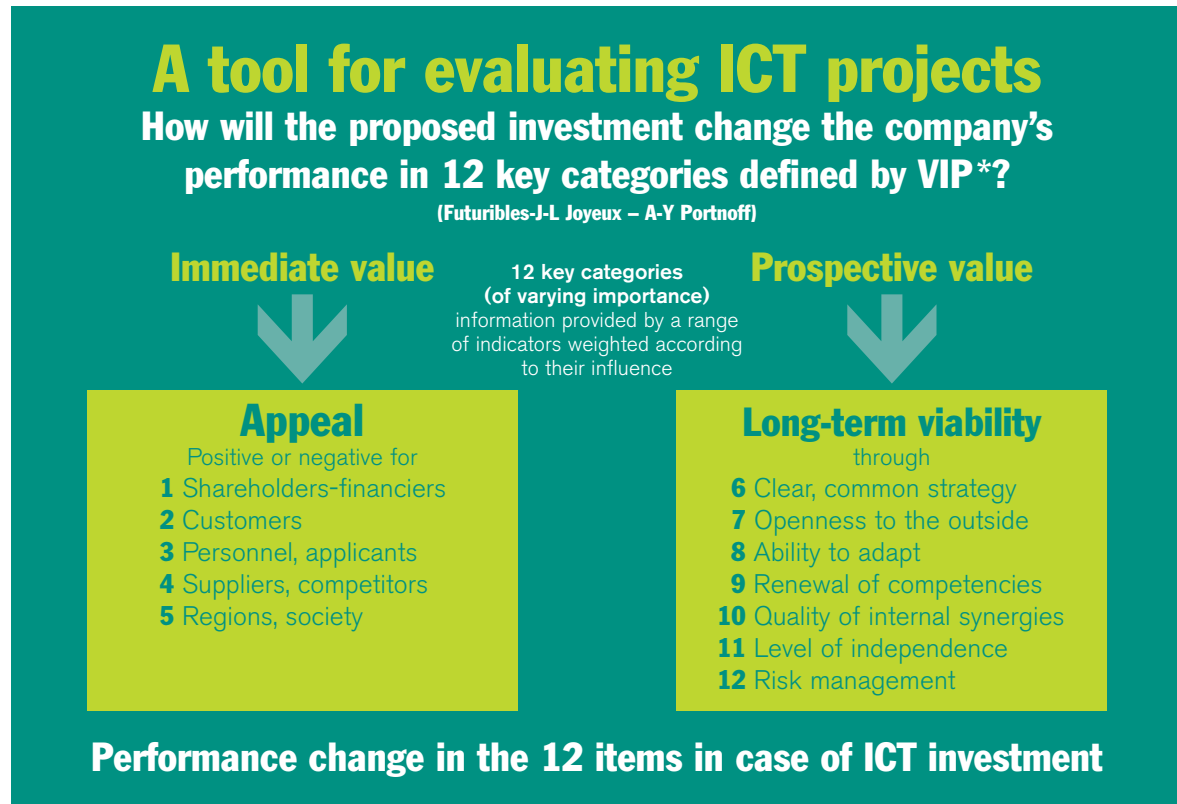 A tool for evaluating ICT projects
How will the proposed investment change the company's
performance in 12 key categories defined by VIP*?
(Futuribles-J-L Joyeux – A-Y Portnoff)
Immediate value
12 key categories
(of varying importance)
information provided by a range
of indicators weighted according
to their influence
Prospective value
Appeal
Positive or negative for
1 Shareholders-financiers
2 Customers
3 Personnel, applicants
4 Suppliers, competitors
5 Regions, society
Long-term viability
through
6 Clear, common strategy
7 Openness to the outside
8 Ability to adapt
9 Renewal of competencies
10 Quality of internal synergies
11 Level of independence
12 Risk management
Performance change in the 12 items in case of ICT investment